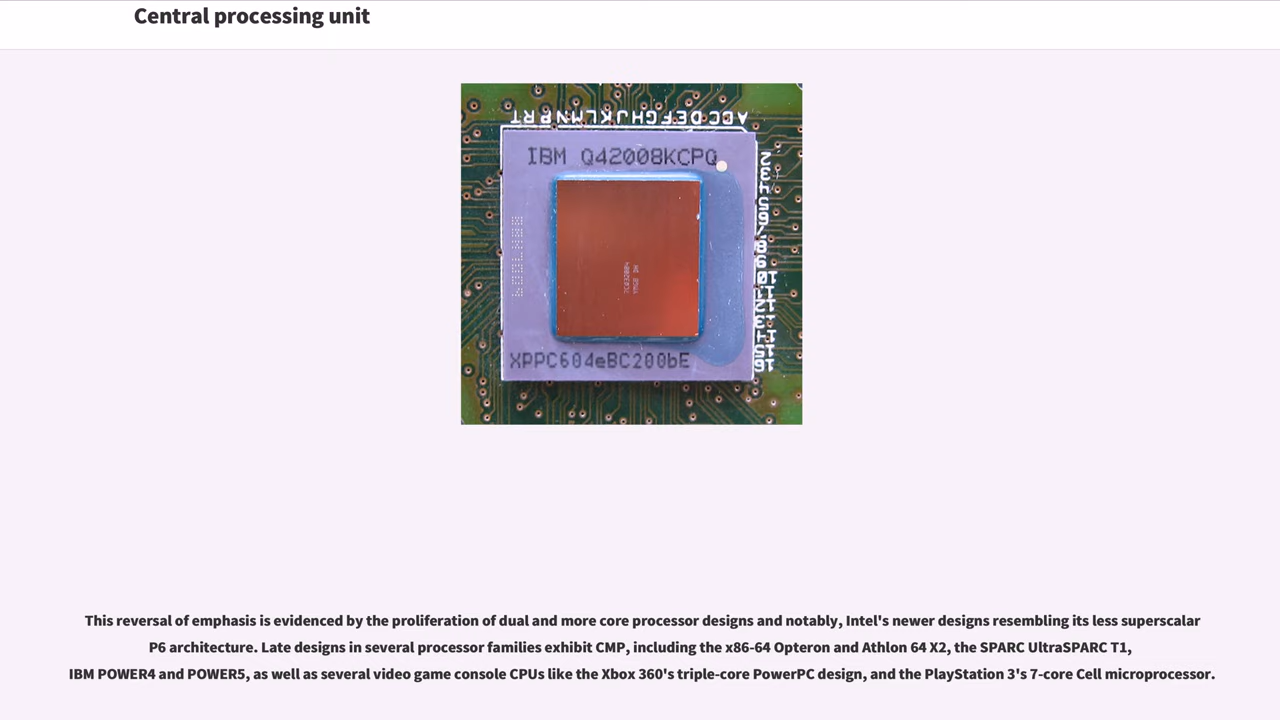 Central processing unit
IBM Q42008KCPQ
XPPC604eBC200bE
This reversal of emphasis is evidenced by the proliferation of dual and more core processor designs and notably, Intel's newer designs resembling its less superscalar
P6 architecture. Late designs in several processor families exhibit CMP, including the x86-64 Opteron and Athlon 64 X2, the SPARC UltraSPARC T1,
IBM POWER4 and POWER5, as well as several video game console CPUs like the Xbox 360's triple-core PowerPC design, and the PlayStation 3's 7-core Cell microprocessor.